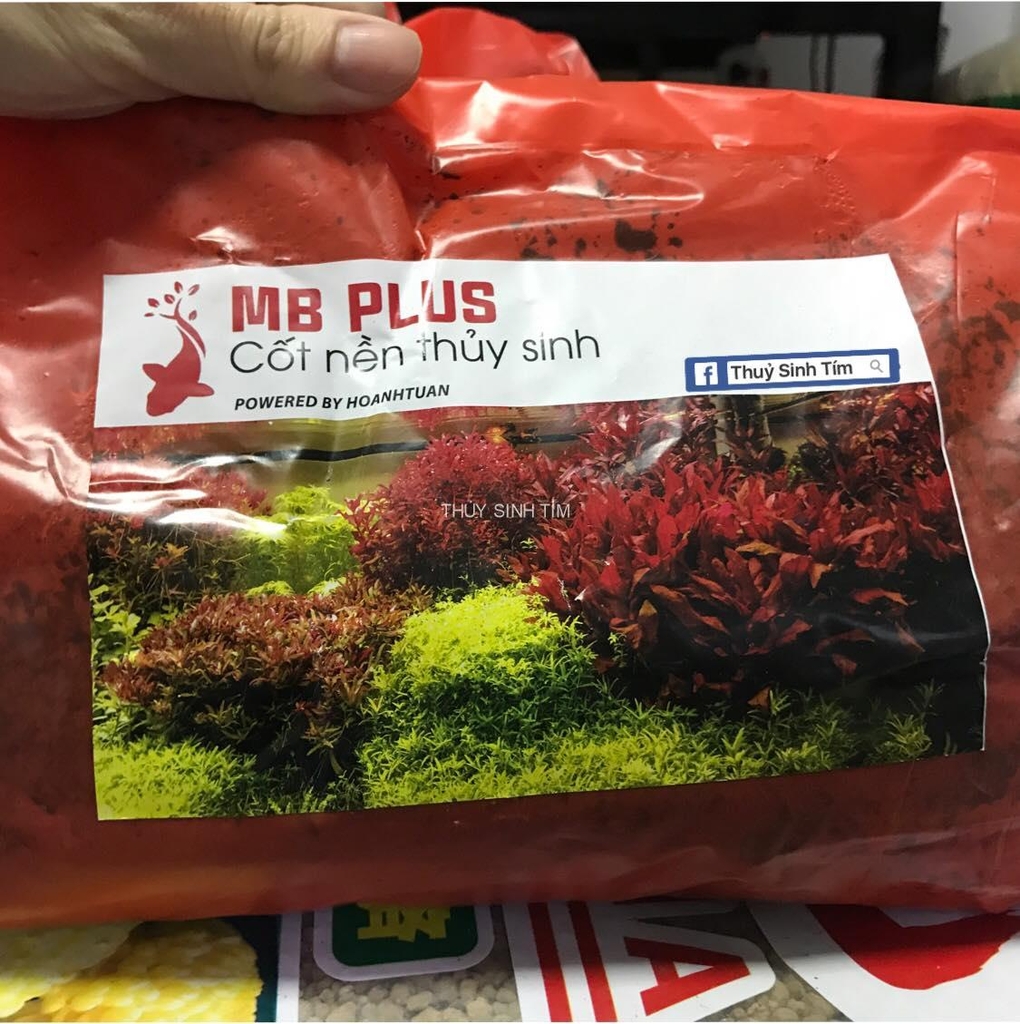 MB PLUS
Cốt nền thủy sinh
POWERED BY HOANHTUAN
f Thuỷ Sinh Tím
THỦY SINH TÍM